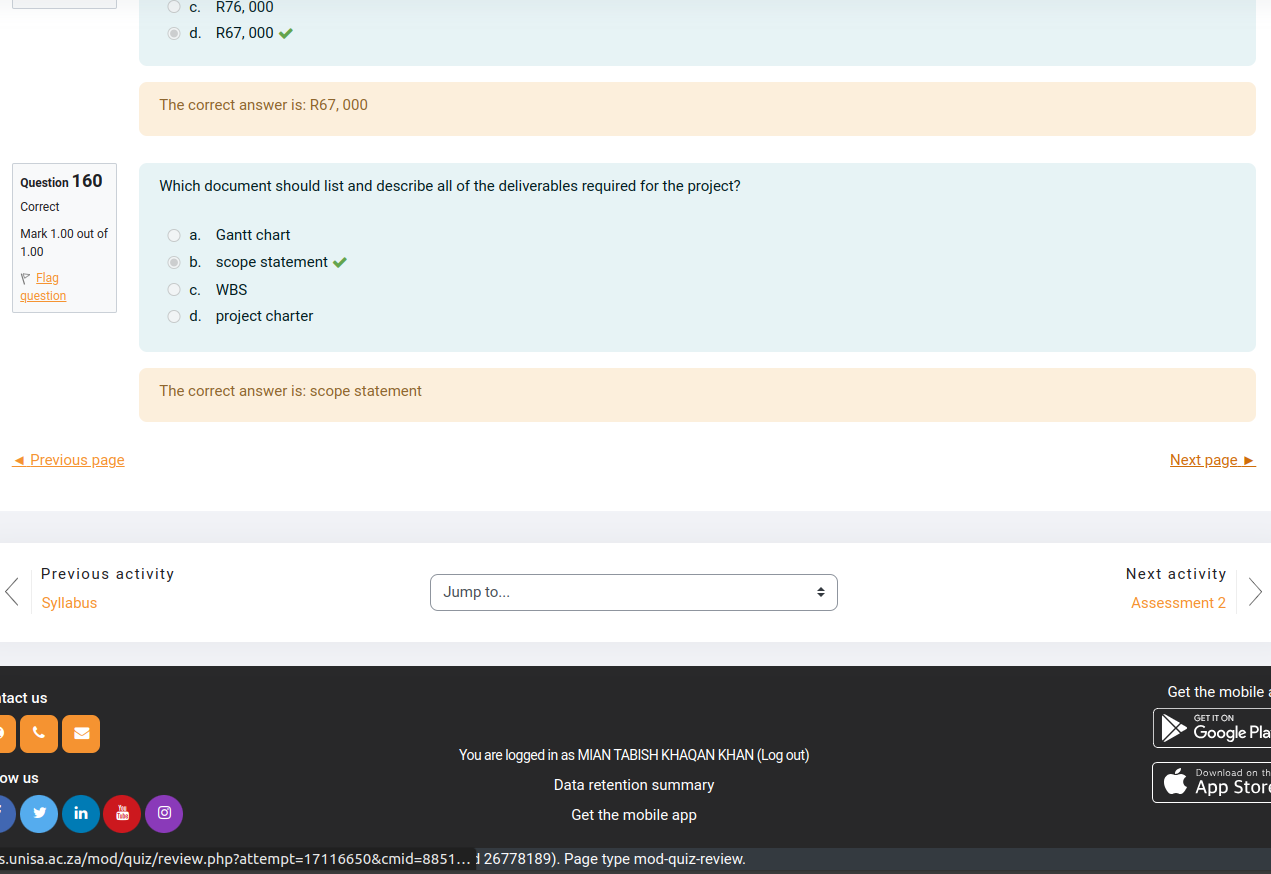 c. R76, 000
d. R67, 000
The correct answer is: R67, 000
Question 160
Correct
Mark 1.00 out of
1.00
Flag
question
Which document should list and describe all of the deliverables required for the project?
a. Gantt chart
b. scope statement
c. WBS
d. project charter
The correct answer is: scope statement
◄ Previous page
Next page ►
Previous activity
Syllabus
Jump to...
Next activity
Assessment 2
tact us
ow us
You are logged in as MIAN TABISH KHAQAN KHAN (Log out)
Data retention summary
Get the mobile app
Get the mobile a
GET IT ON
Google Pla
Download on th
App Store
in
You
Tube
s.unisa.ac.za/mod/quiz/review.php?attempt=17116650&cmid=8851...
26778189). Page type mod-quiz-review.